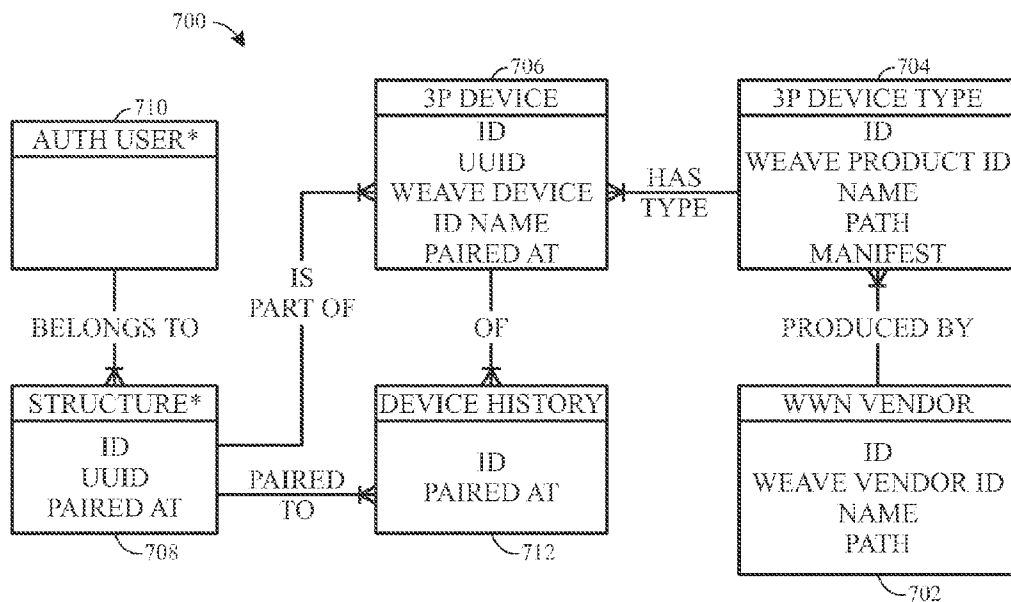 700
706
704
710
3P DEVICE
3P DEVICE TYPE
AUTH USER*
ID
UUID
WEAVE DEVICE
ID NAME
PAIRED AT
ID
WEAVE PRODUCT ID
NAME
PATH
MANIFEST
HAS
TYPE
IS
PART OF
BELONGS TO
OF
PRODUCED BY
STRUCTURE*
DEVICE HISTORY
WWN VENDOR
ID
UUID
PAIRED AT
PAIRED
TO
ID
PAIRED AT
ID
WEAVE VENDOR ID
NAME
PATH
708
712
702